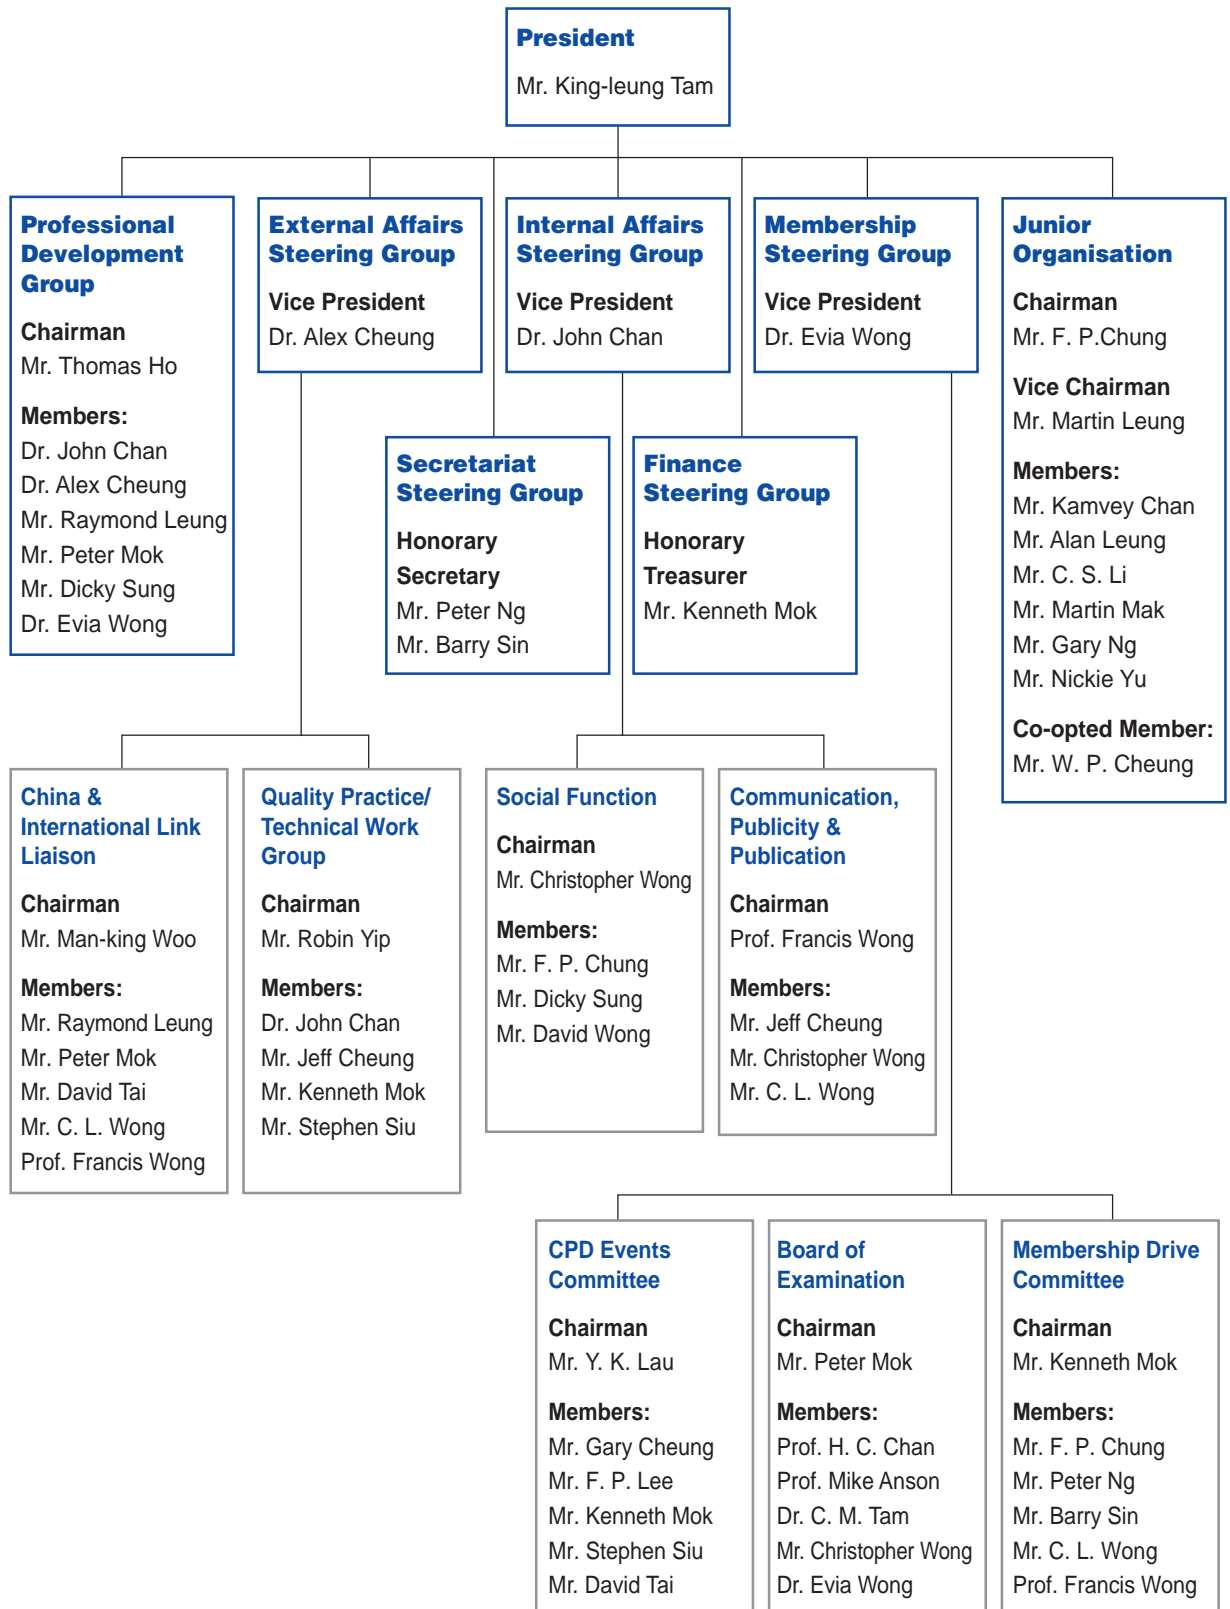 President
Mr. King-leung Tam
Professional
Development
Group
Chairman
Mr. Thomas Ho
Members:
Dr. John Chan
Dr. Alex Cheung
Mr. Raymond Leung
Mr. Peter Mok
Mr. Dicky Sung
Dr. Evia Wong
External Affairs
Steering Group
Vice President
Dr. Alex Cheung
Internal Affairs
Steering Group
Vice President
Dr. John Chan
Membership
Steering Group
Vice President
Dr. Evia Wong
Junior
Organisation
Chairman
Mr. F. P.Chung
Vice Chairman
Mr. Martin Leung
Members:
Mr. Kamvey Chan
Mr. Alan Leung
Mr. C. S. Li
Mr. Martin Mak
Mr. Gary Ng
Mr. Nickie Yu
Co-opted Member:
Mr. W. P. Cheung
Secretariat
Steering Group
Honorary
Secretary
Mr. Peter Ng
Mr. Barry Sin
Finance
Steering Group
Honorary
Treasurer
Mr. Kenneth Mok
China &
International Link
Liaison
Chairman
Mr. Man-king Woo
Members:
Mr. Raymond Leung
Mr. Peter Mok
Mr. David Tai
Mr. C. L. Wong
Prof. Francis Wong
Quality Practice/
Technical Work
Group
Chairman
Mr. Robin Yip
Members:
Dr. John Chan
Mr. Jeff Cheung
Mr. Kenneth Mok
Mr. Stephen Siu
Social Function
Chairman
Mr. Christopher Wong
Members:
Mr. F. P. Chung
Mr. Dicky Sung
Mr. David Wong
Communication,
Publicity &
Publication
Chairman
Prof. Francis Wong
Members:
Mr. Jeff Cheung
Mr. Christopher Wong
Mr. C. L. Wong
CPD Events
Committee
Chairman
Mr. Y. K. Lau
Members:
Mr. Gary Cheung
Mr. F. P. Lee
Mr. Kenneth Mok
Mr. Stephen Siu
Mr. David Tai
Board of
Examination
Chairman
Mr. Peter Mok
Members:
Prof. H. C. Chan
Prof. Mike Anson
Dr. C. M. Tam
Mr. Christopher Wong
Dr. Evia Wong
Membership Drive
Committee
Chairman
Mr. Kenneth Mok
Members:
Mr. F. P. Chung
Mr. Peter Ng
Mr. Barry Sin
Mr. C. L. Wong
Prof. Francis Wong